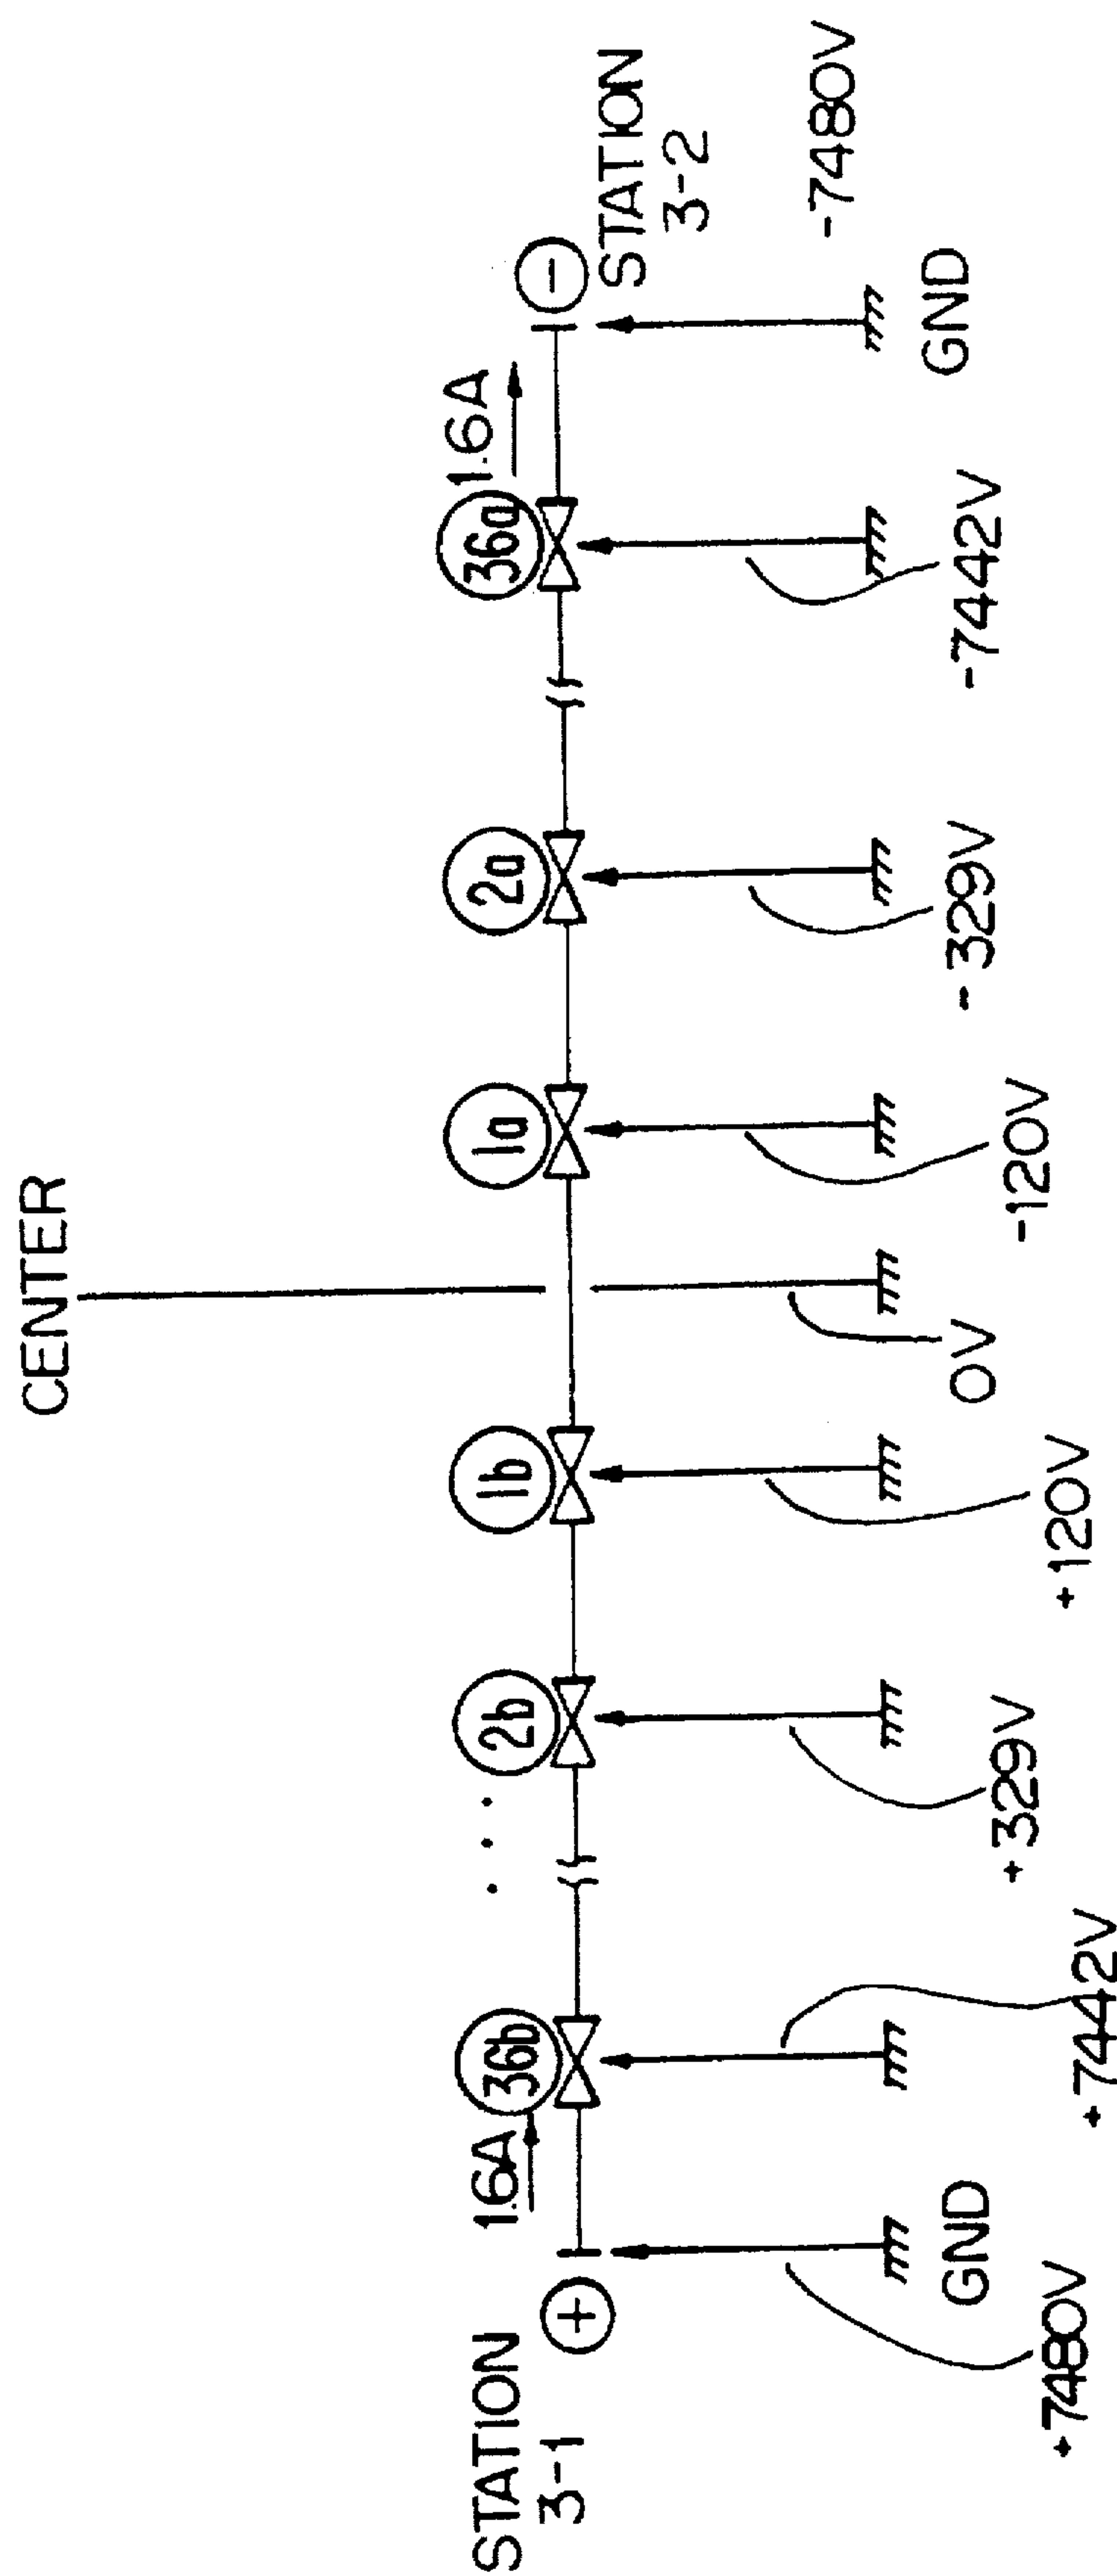 CENTER
STATION
3-1
+
1.6A
36b
. . .
2b
1b
1a
2a
36a
1.6A
-
STATION
3-2
GND
+7480V
+7442V
+329V
+120V
0V
-120V
-329V
-7442V
GND
-7480V